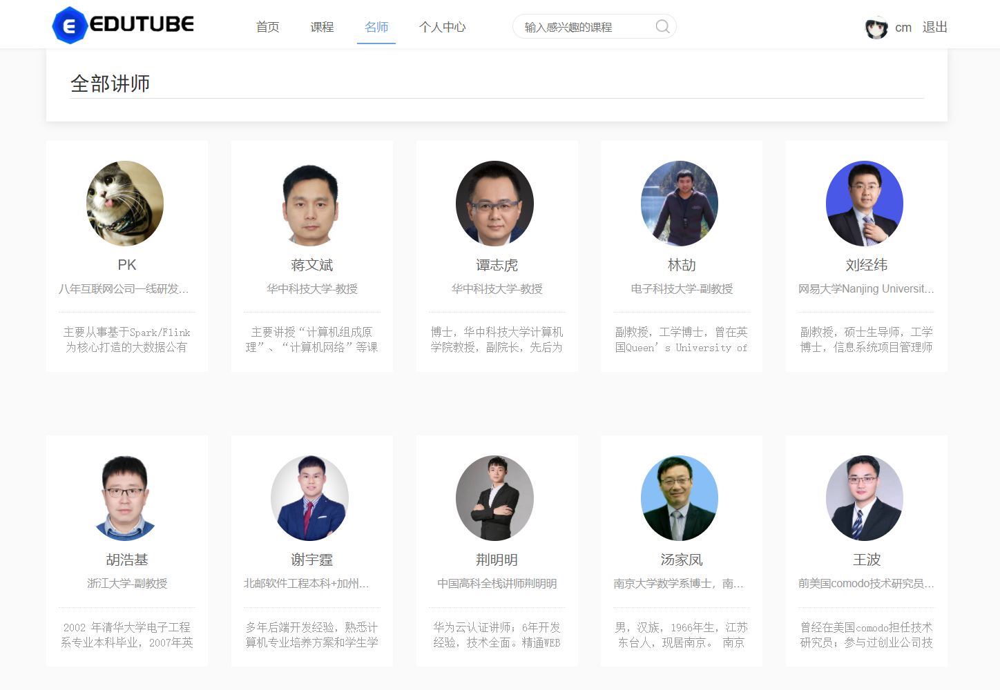 EDUTUBE
首页 课程 名师 个人中心 输入感兴趣的课程 cm 退出
全部讲师
PK
八年互联网公司一线研发...
主要从事基于Spark/Flink
为核心打造的大数据公有
蒋文斌
华中科技大学-教授
主要讲授“计算机组成原
理”、“计算机网络”等课
谭志虎
华中科技大学-教授
博士，华中科技大学计算机
学院教授，副院长，先后为
林劼
电子科技大学-副教授
副教授，工学博士，曾在英
国Queen’s University of
刘经纬
网易大学Nanjing Universit...
副教授，硕士生导师，工学
博士，信息系统项目管理师
胡浩基
浙江大学-副教授
2002 年清华大学电子工程
系专业本科毕业，2007年英
谢宇霆
北邮软件工程本科+加州...
多年后端开发经验，熟悉计
算机专业培养方案和学生学
荆明明
中国高科全栈讲师荆明明
华为云认证讲师；6年开发
经验，技术全面。精通WEB
汤家凤
南京大学数学系博士，南...
男，汉族，1966年生，江苏
东台人，现居南京。 南京
王波
前美国comodo技术研究员...
曾经在美国comodo担任技术
研究员；参与过创业公司技